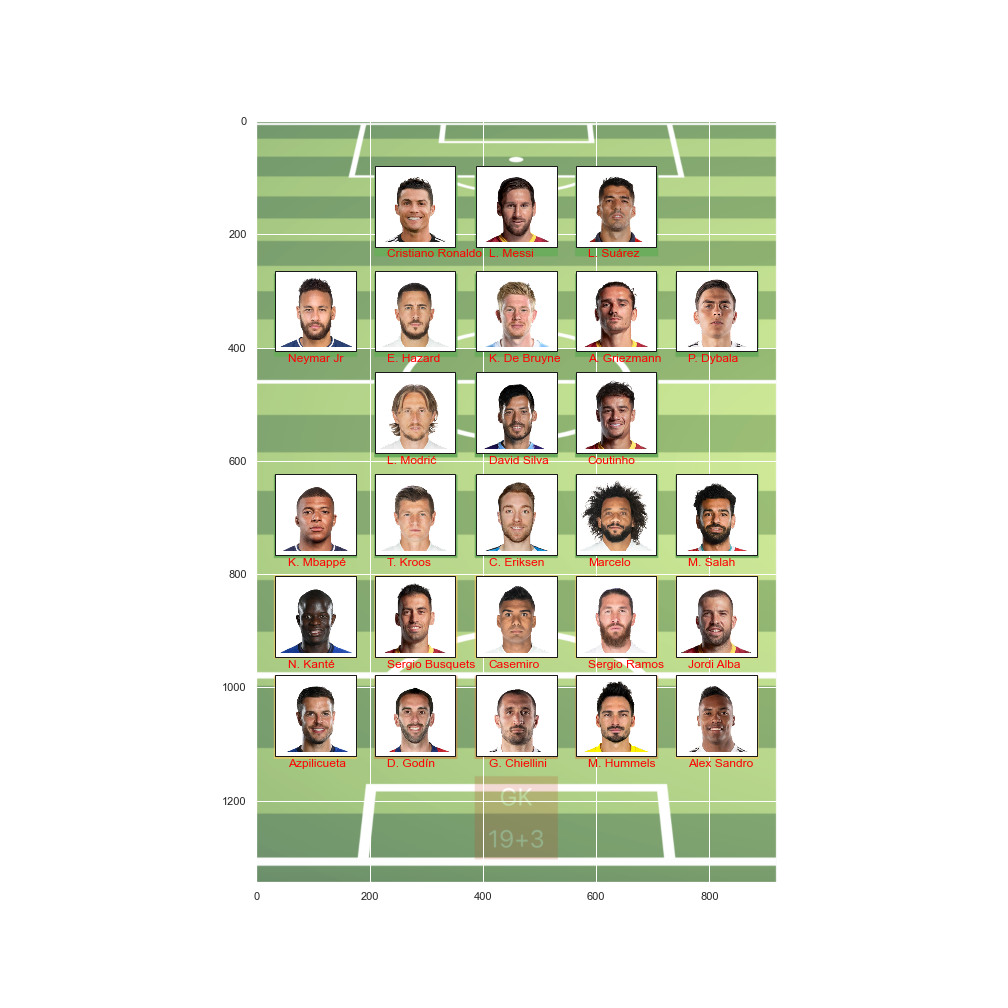 0
Cristiano Ronaldo L. Messi L. Suárez
200
Neymar Jr E. Hazard K. De Bruyne A. Griezmann P. Dybala
400
L. Modrić David Silva Coutinho
600
K. Mbappé T. Kroos C. Eriksen Marcelo M. Salah
800
N. Kanté Sergio Busquets Casemiro Sergio Ramos Jordi Alba
1000
Azpilicueta D. Godín G. Chiellini M. Hummels Alex Sandro
GK
1200
19+3
0 200 400 600 800